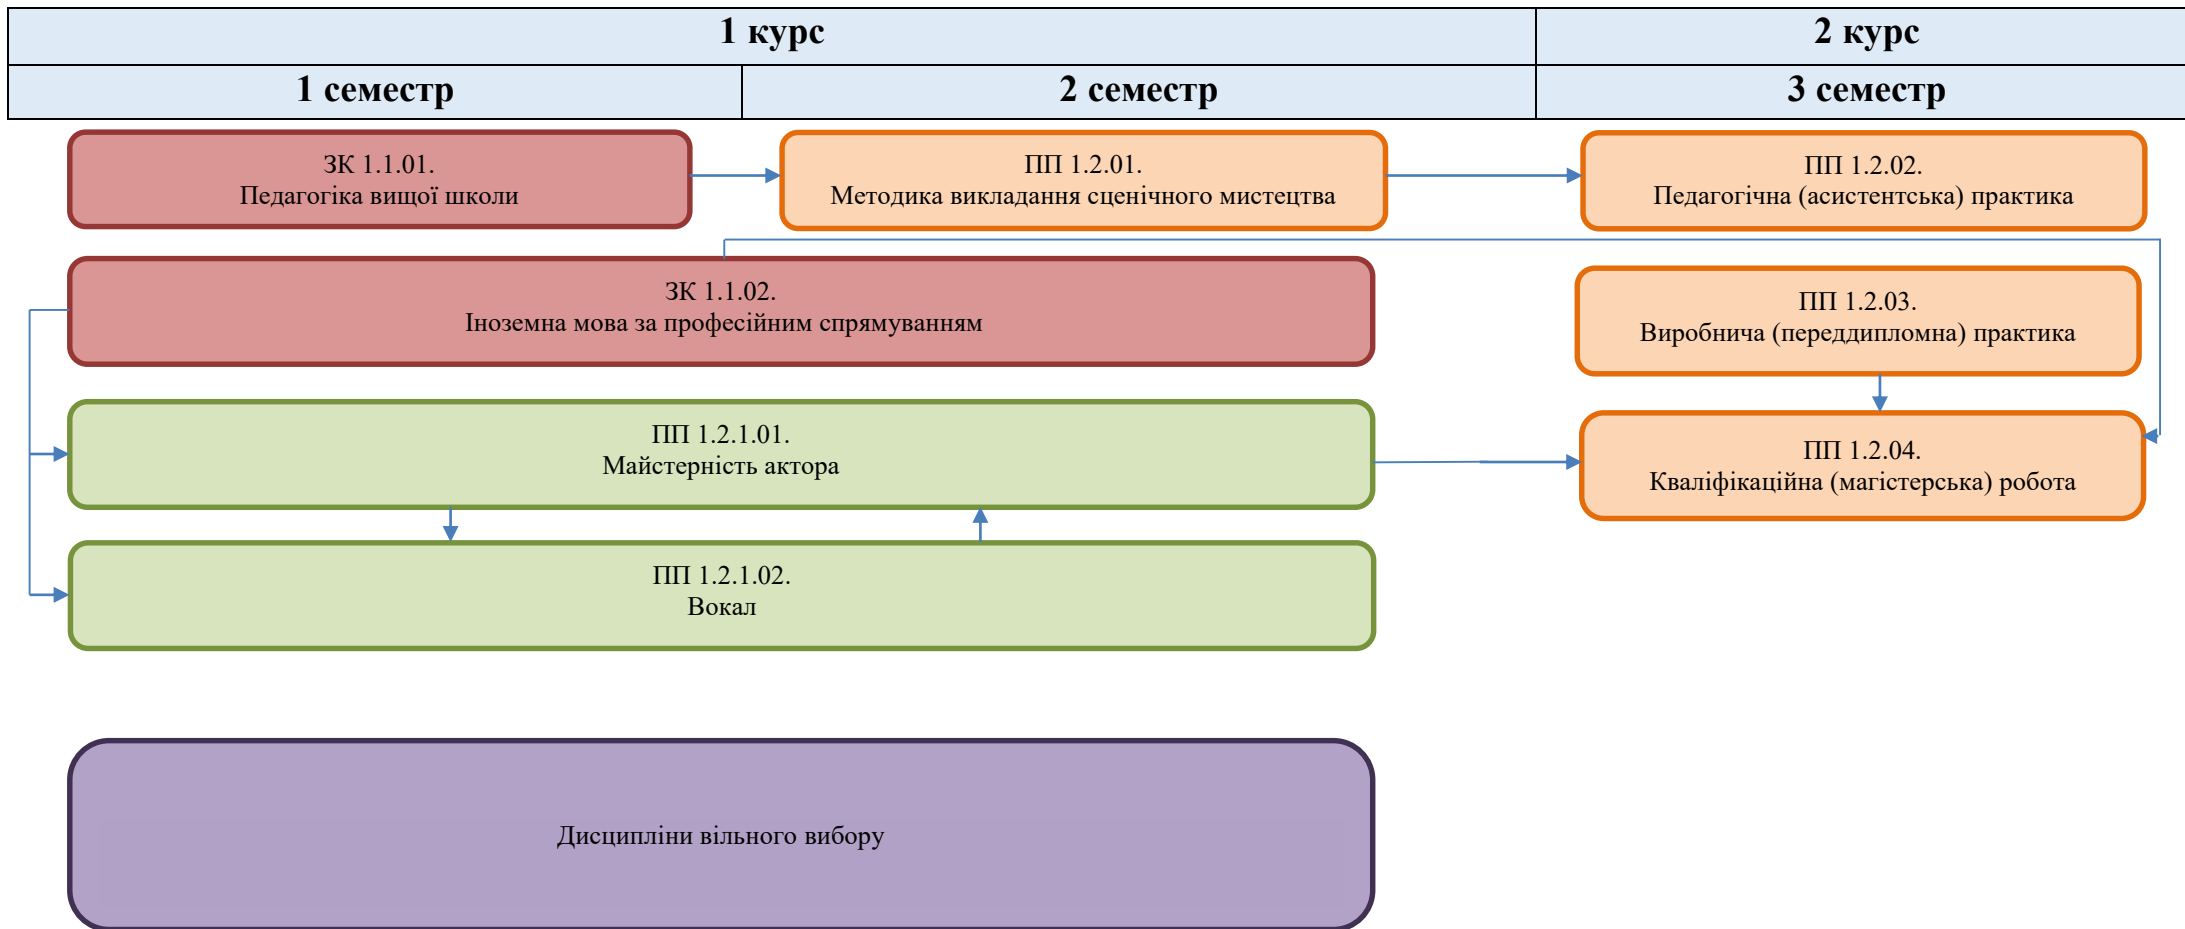 1 курс
2 курс
1 семестр
2 семестр
3 семестр
ЗК 1.1.01.
Педагогіка вищої школи
ПП 1.2.01.
Методика викладання сценічного мистецтва
ПП 1.2.02.
Педагогічна (асистентська) практика
ЗК 1.1.02.
Іноземна мова за професійним спрямуванням
ПП 1.2.03.
Виробнича (переддипломна) практика
ПП 1.2.1.01.
Майстерність актора
ПП 1.2.04.
Кваліфікаційна (магістерська) робота
ПП 1.2.1.02.
Вокал
Дисципліни вільного вибору